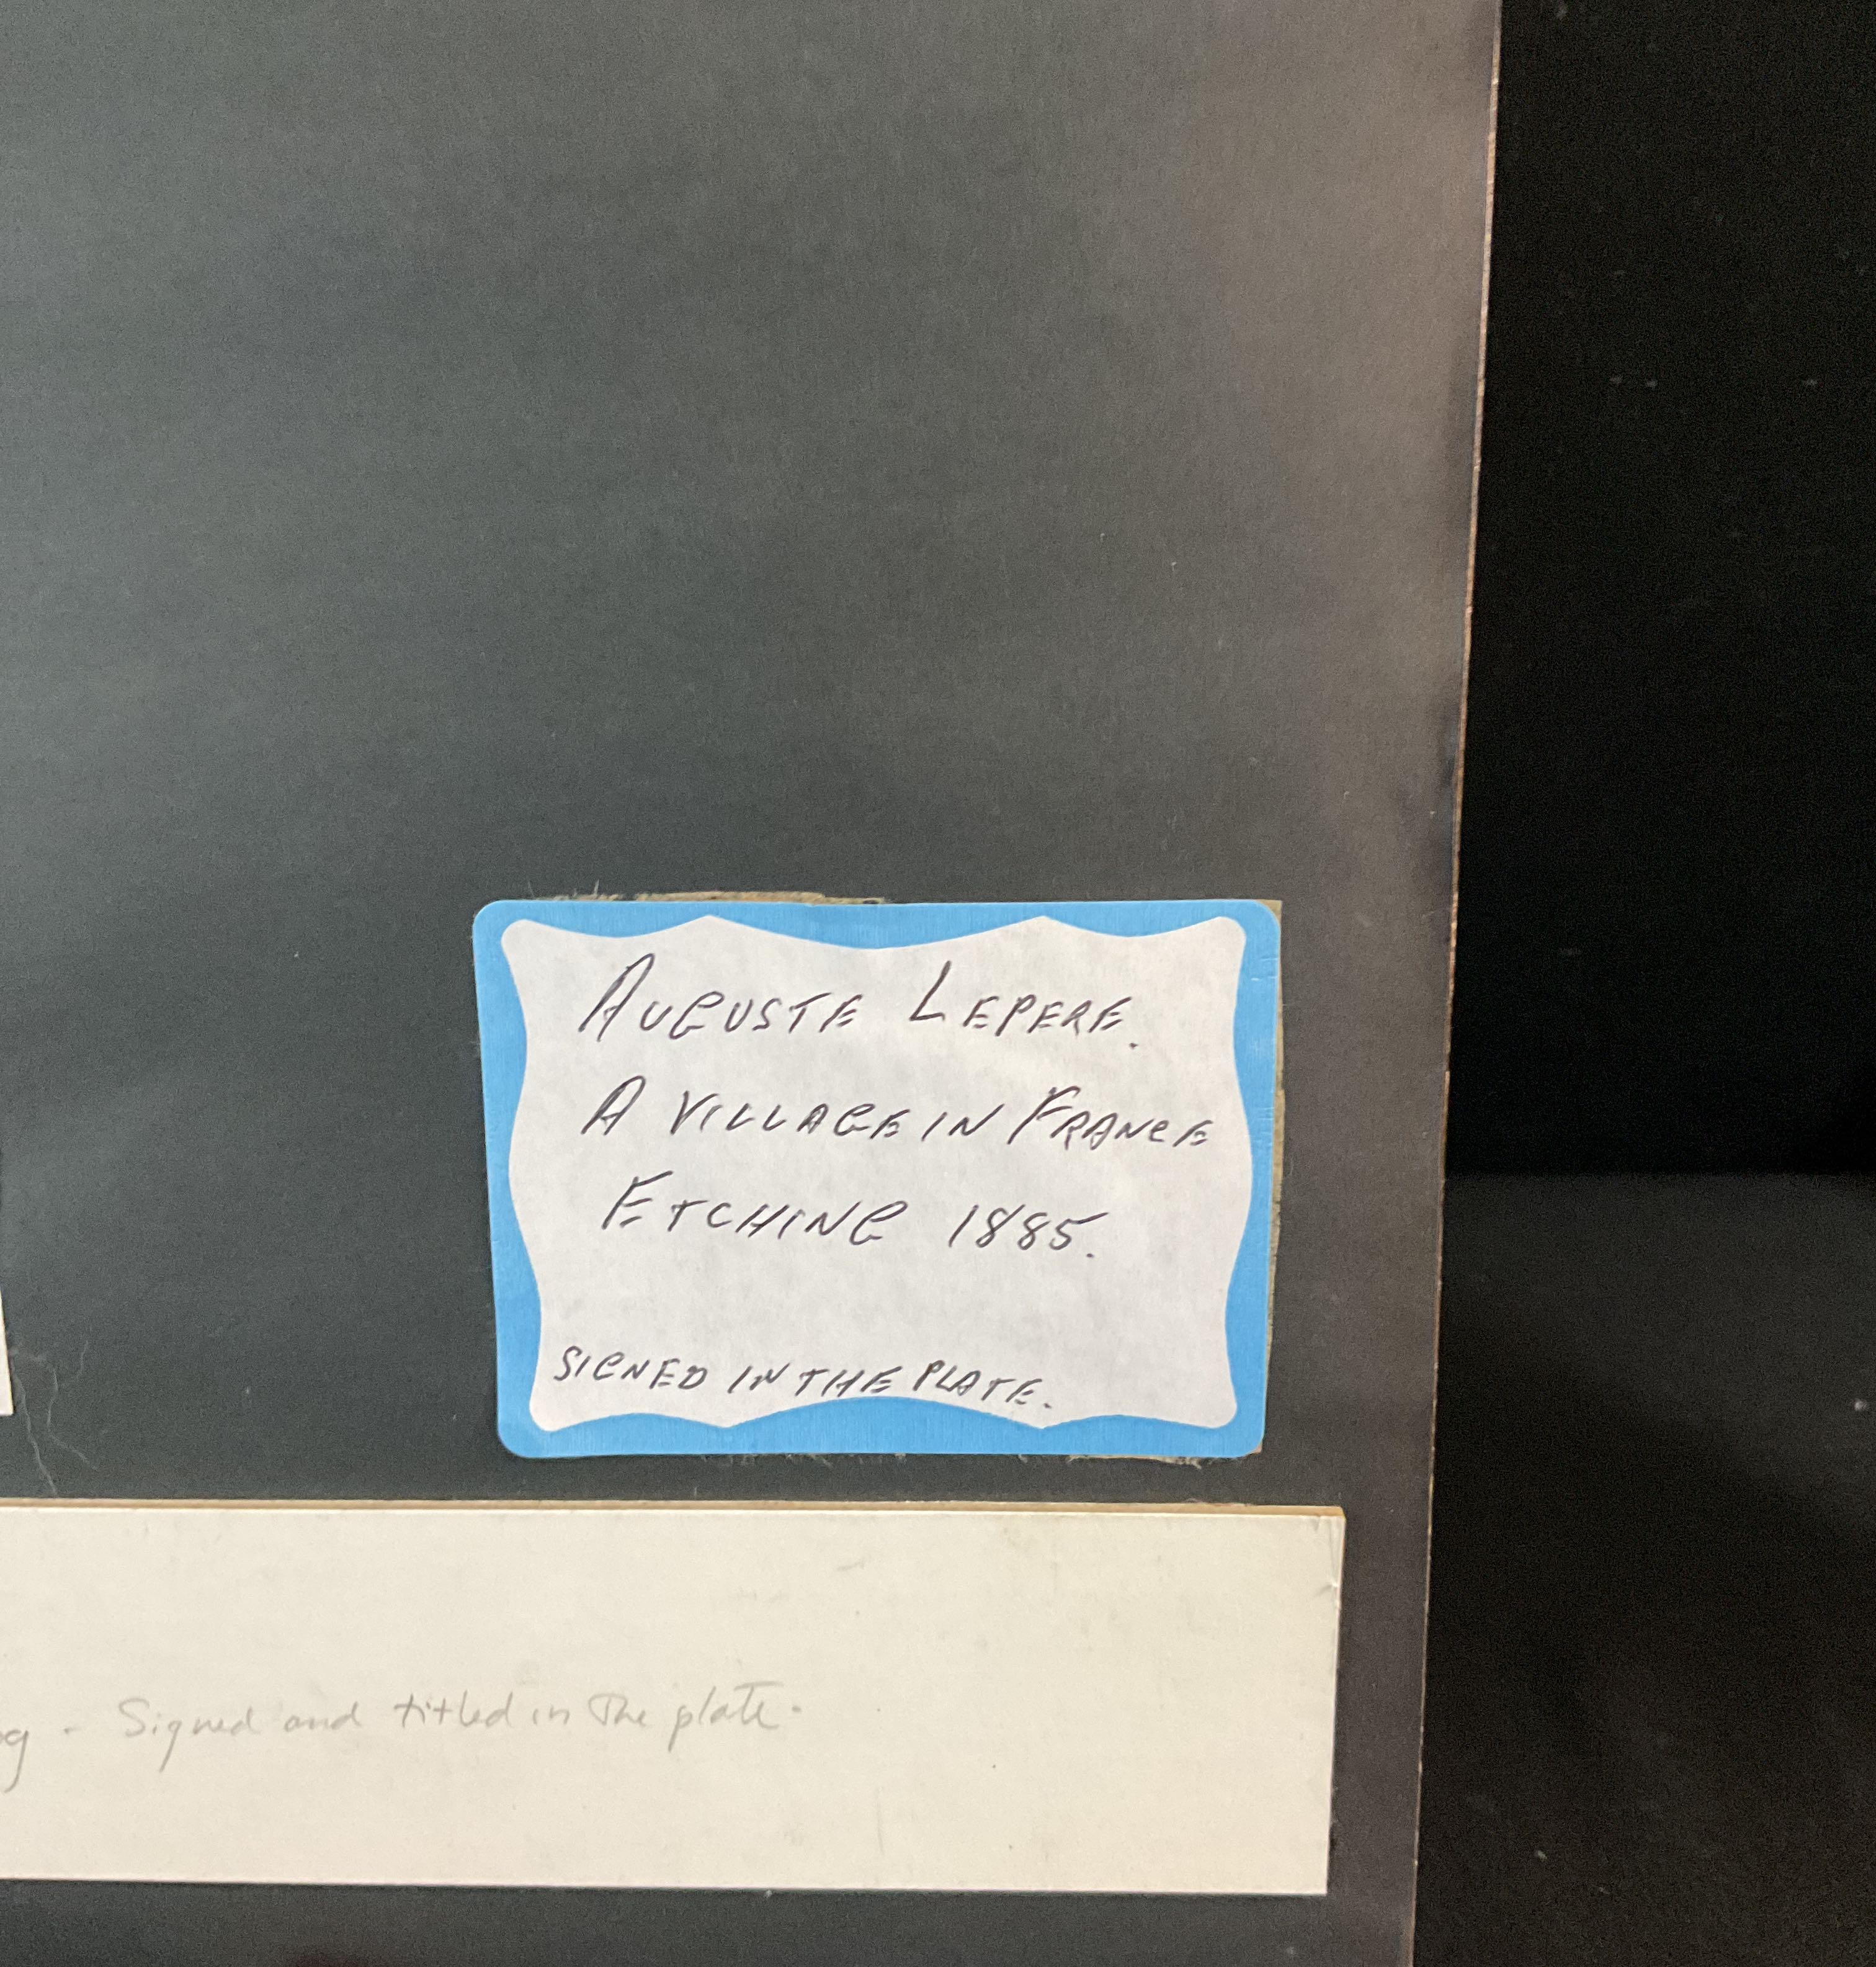 AUGUSTE LEPERE.
A VILLAGE IN FRANCE
ETCHING 1885.
SIGNED IN THE PLATE.
- Signed and titled in The plate -